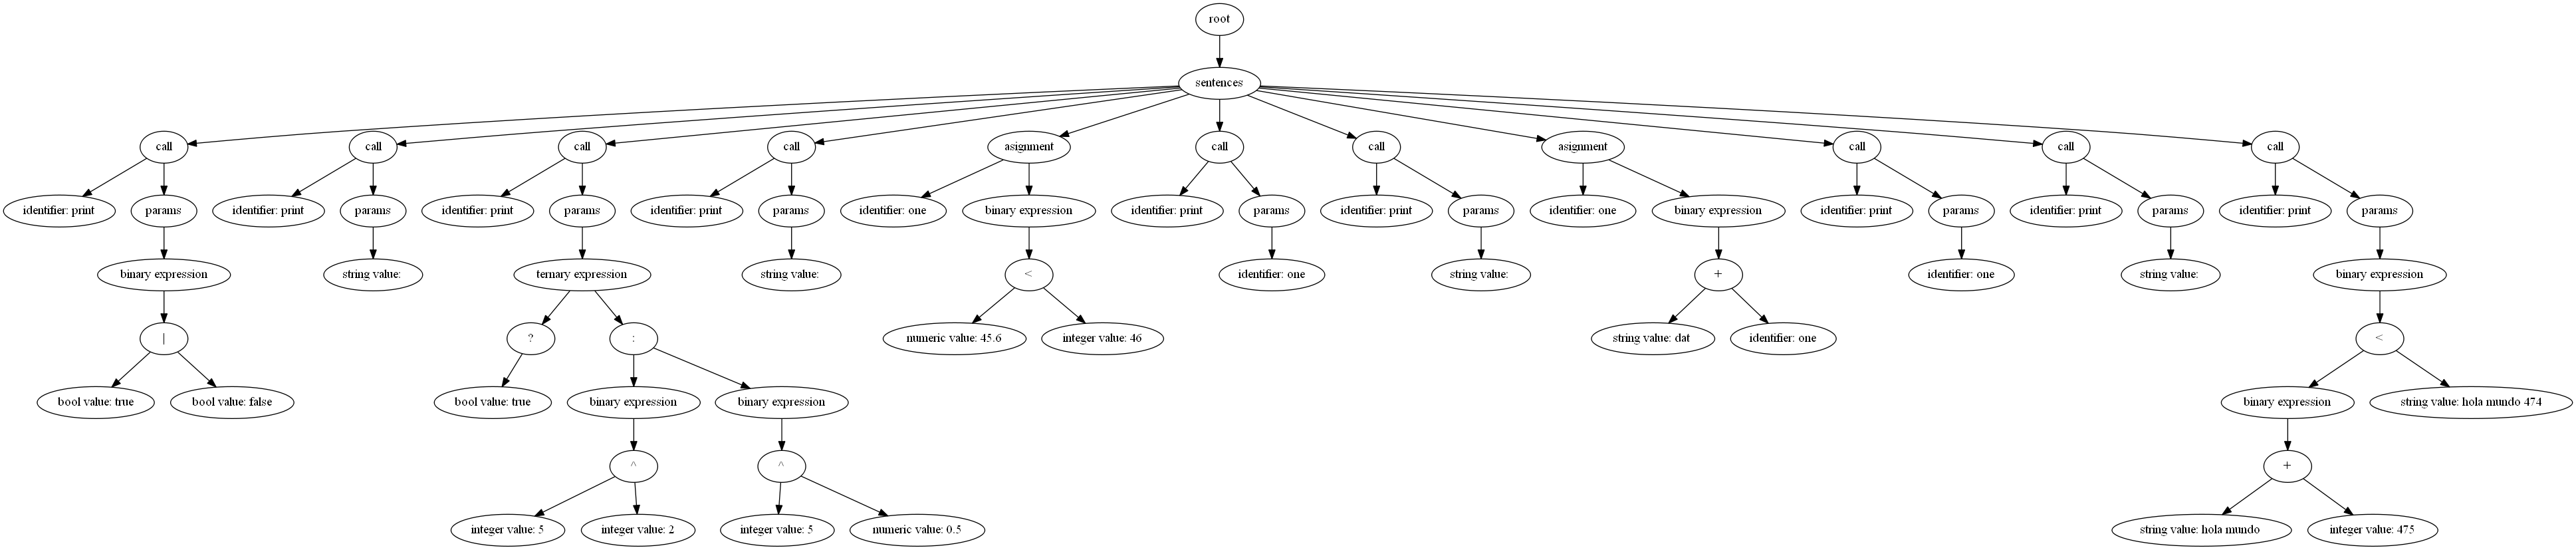 root
sentences
call
call
call
call
asignment
call
call
asignment
call
call
call
identifier: print
params
identifier: print
params
identifier: print
params
identifier: print
params
identifier: one
binary expression
identifier: print
params
identifier: print
params
identifier: one
binary expression
identifier: print
params
identifier: print
params
identifier: print
params
binary expression
string value:
ternary expression
string value:
<
identifier: one
string value:
+
identifier: one
string value:
binary expression
|
?
:
numeric value: 45.6
integer value: 46
string value: dat
identifier: one
<
bool value: true
bool value: false
bool value: true
binary expression
binary expression
binary expression
string value: hola mundo 474
^
^
+
integer value: 5
integer value: 2
integer value: 5
numeric value: 0.5
string value: hola mundo
integer value: 475